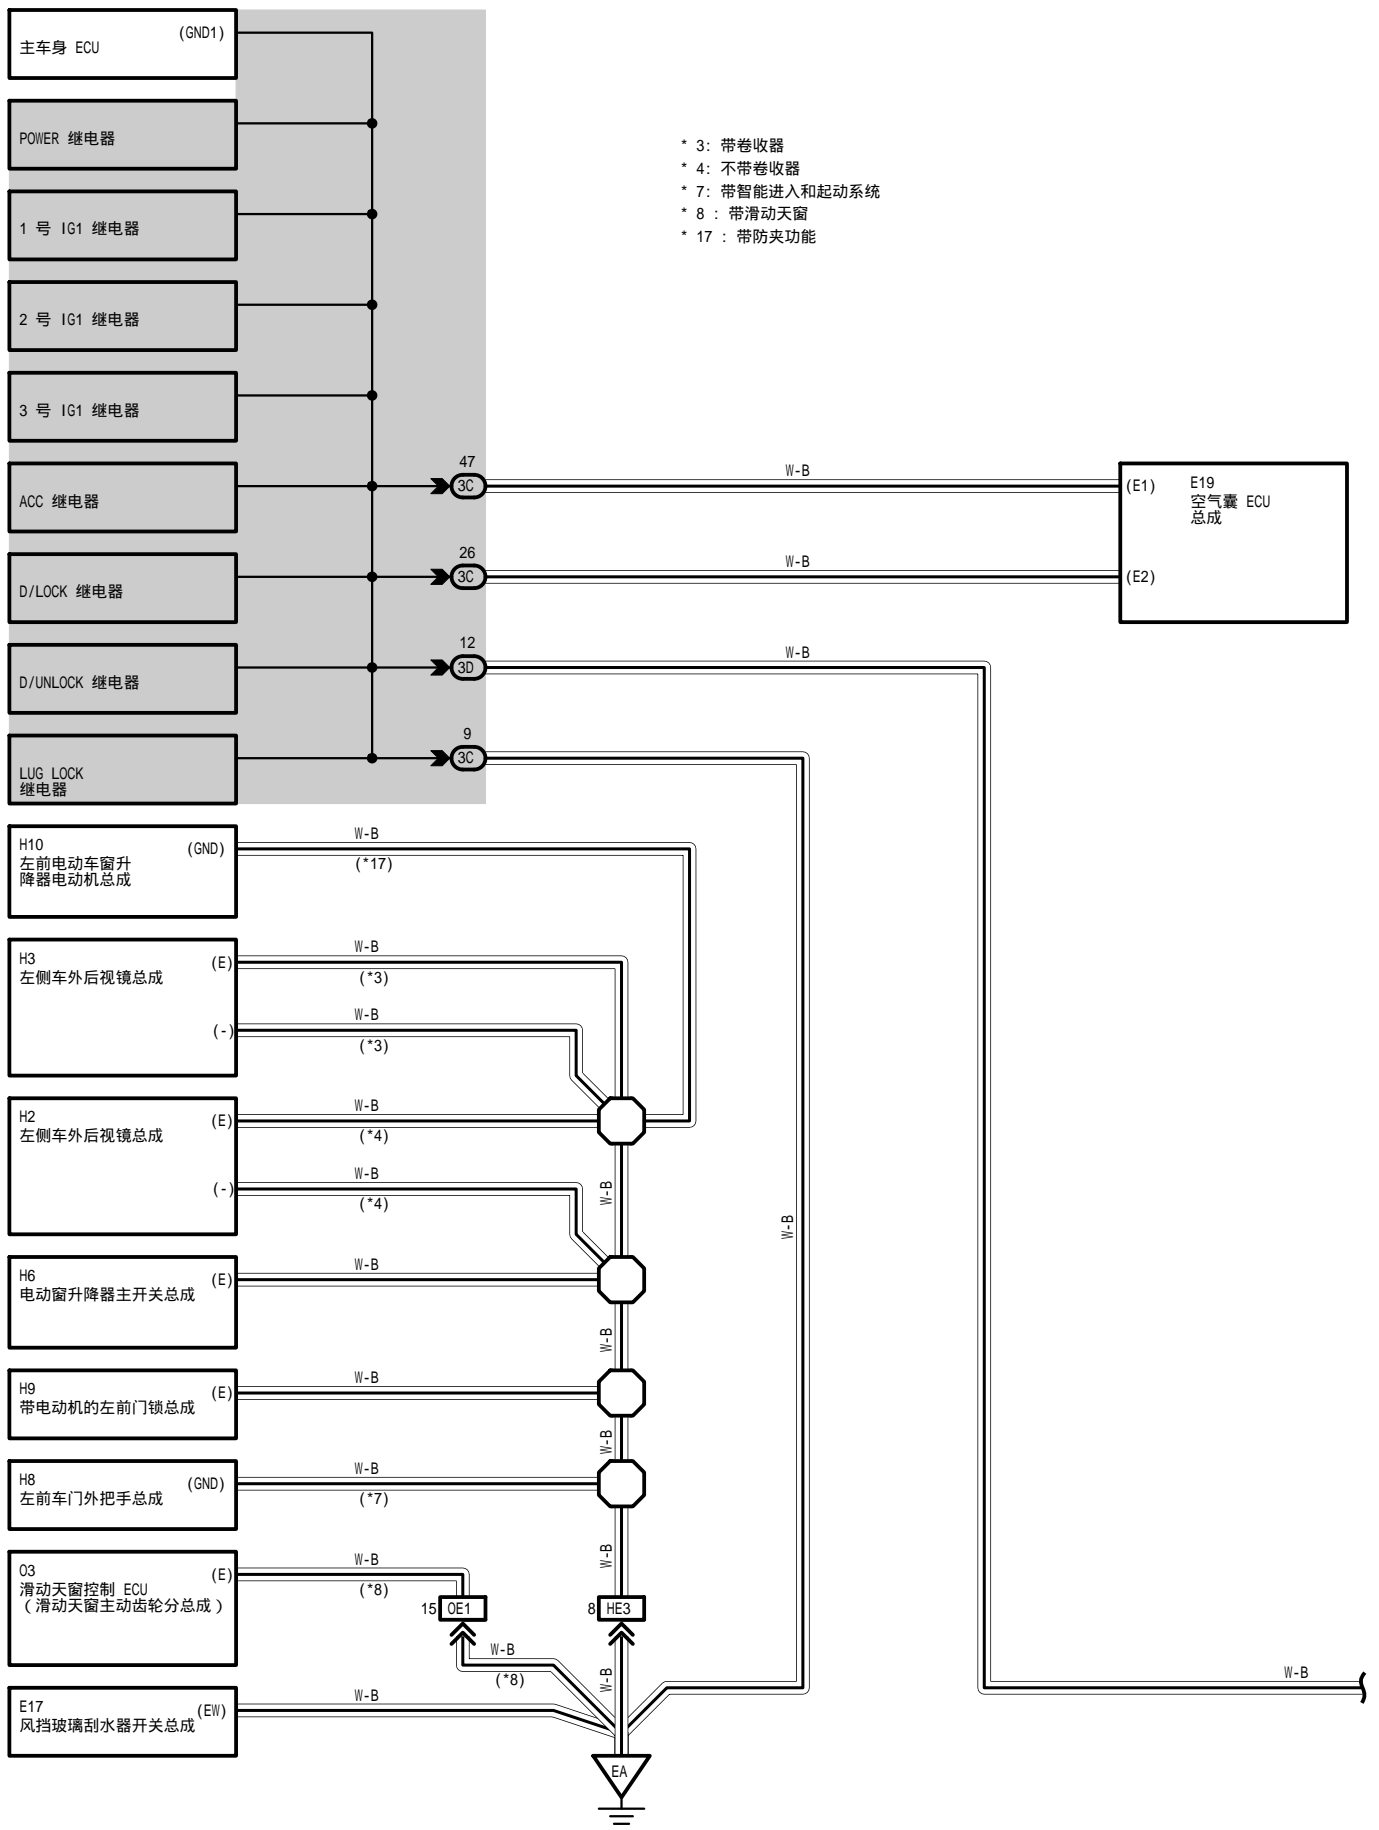 主车身 ECU
(GND1)
POWER 继电器
* 3: 带卷收器
* 4: 不带卷收器
* 7: 带智能进入和起动系统
* 8 : 带滑动天窗
* 17 : 带防夹功能
1 号 IG1 继电器
2 号 IG1 继电器
3 号 IG1 继电器
ACC 继电器
47
3C
W-B
(E1)
E19
空气囊 ECU
总成
D/LOCK 继电器
26
3C
W-B
(E2)
D/UNLOCK 继电器
12
3D
W-B
LUG LOCK
继电器
9
3C
H10
左前电动车窗升
降器电动机总成
(GND)
W-B
(*17)
H3
左侧车外后视镜总成
(E)
W-B
(*3)
(-)
W-B
(*3)
H2
左侧车外后视镜总成
(E)
W-B
(*4)
(-)
W-B
(*4)
W-B
W-B
H6
电动窗升降器主开关总成
(E)
W-B
W-B
H9
带电动机的左前门锁总成
(E)
W-B
W-B
H8
左前车门外把手总成
(GND)
W-B
(*7)
W-B
O3
滑动天窗控制 ECU
(滑动天窗主动齿轮分总成)
(E)
W-B
(*8)
15
OE1
8
HE3
W-B
(*8)
W-B
W-B
E17
风挡玻璃刮水器开关总成
(EW)
W-B
EA